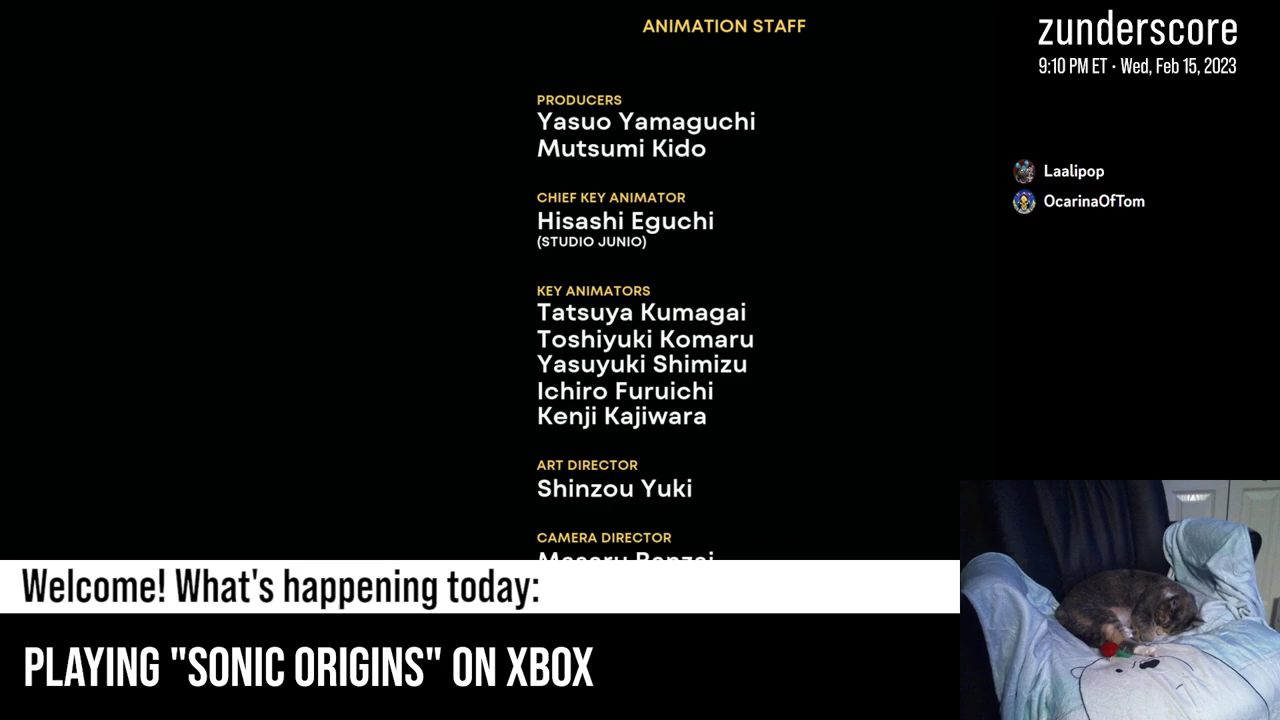 ANIMATION STAFF
PRODUCERS
Yasuo Yamaguchi
Mutsumi Kido
CHIEF KEY ANIMATOR
Hisashi Eguchi
(STUDIO JUNIO)
KEY ANIMATORS
Tatsuya Kumagai
Toshiyuki Komaru
Yasuyuki Shimizu
Ichiro Furuichi
Kenji Kajiwara
ART DIRECTOR
Shinzou Yuki
CAMERA DIRECTOR
zunderscore
9:10 PM ET · Wed, Feb 15, 2023
Laalipop
OcarinaOfTom
Welcome! What's happening today:
PLAYING "SONIC ORIGINS" ON XBOX